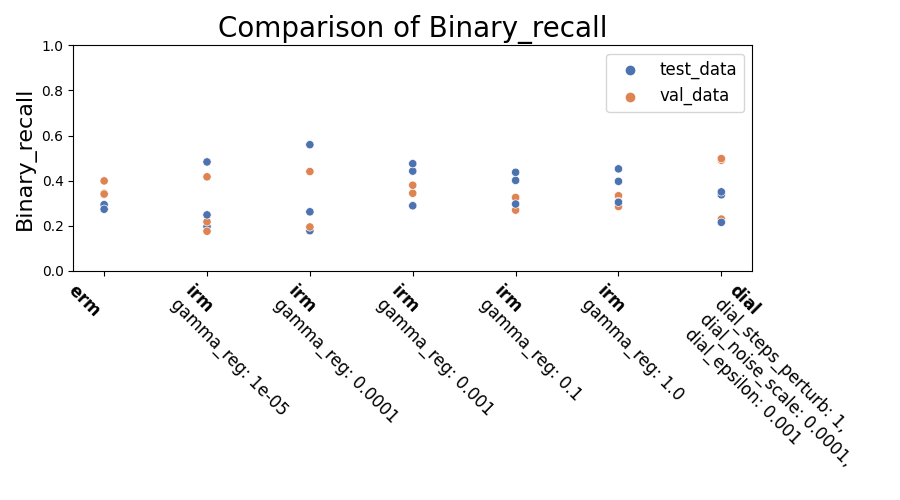 Comparison of Binary_recall
Binary_recall
1.0
0.8
0.6
0.4
0.2
0.0
test_data
val_data
erm
irm
gamma_reg: 1e-05
irm
gamma_reg: 0.0001
irm
gamma_reg: 0.001
irm
gamma_reg: 0.1
irm
gamma_reg: 1.0
dial
dial_steps_perturb: 1,
dial_noise_scale: 0.0001,
dial_epsilon: 0.001